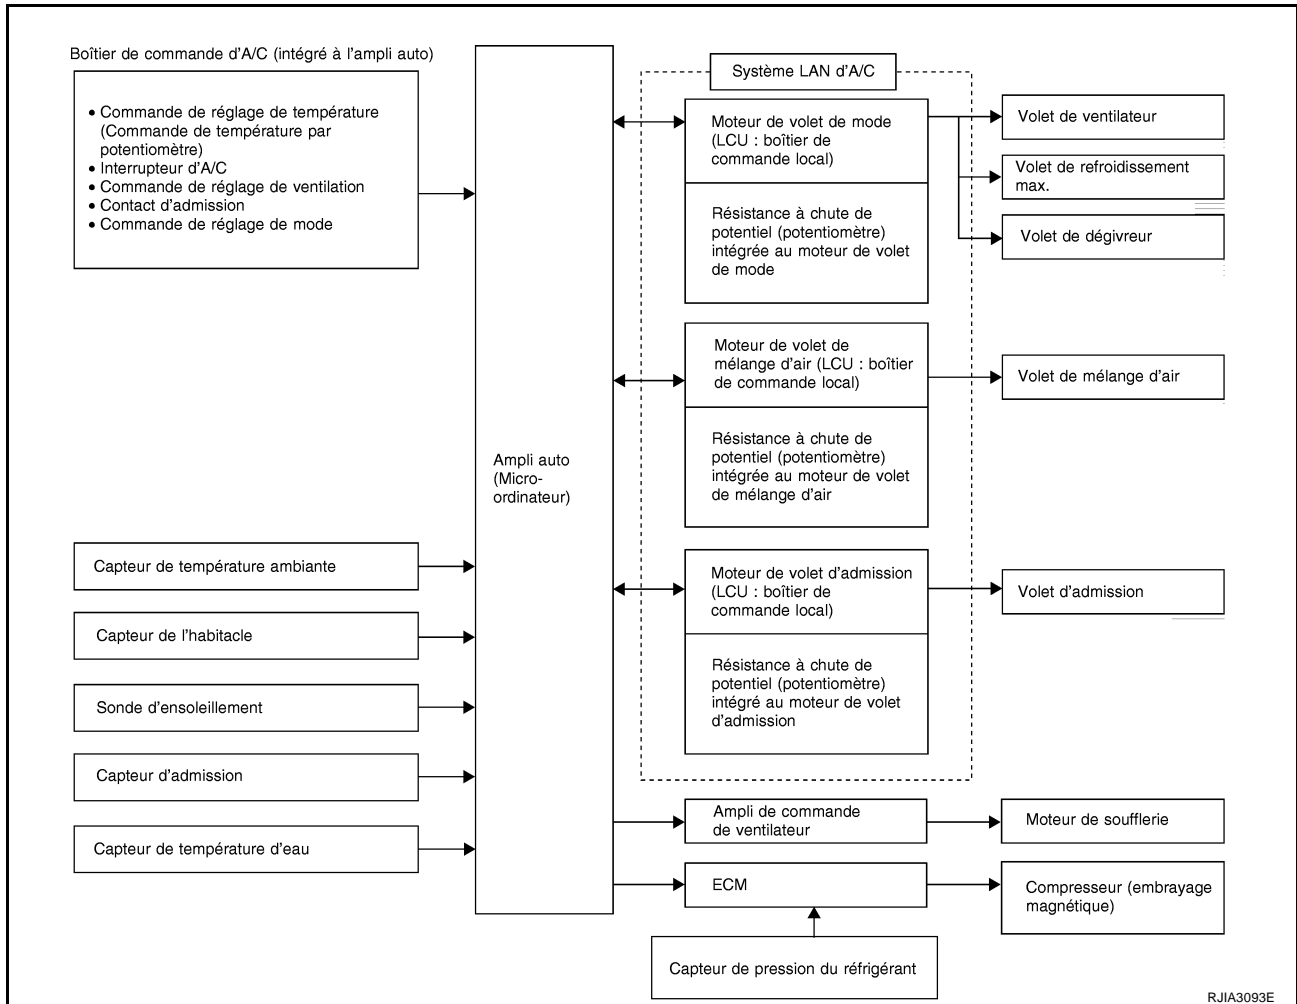 Boîtier de commande d'A/C (intégré à l'ampli auto)
• Commande de réglage de température
(Commande de température par
potentiomètre)
• Interrupteur d'A/C
• Commande de réglage de ventilation
• Contact d'admission
• Commande de réglage de mode
Capteur de température ambiante
Capteur de l'habitacle
Sonde d'ensoleillement
Capteur d'admission
Capteur de température d'eau
Ampli auto
(Micro-
ordinateur)
Système LAN d'A/C
Moteur de volet de mode
(LCU : boîtier de
commande local)
Résistance à chute de
potentiel (potentiomètre)
intégrée au moteur de volet
de mode
Moteur de volet de
mélange d'air (LCU : boîtier
de commande local)
Résistance à chute de
potentiel (potentiomètre)
intégrée au moteur de volet
de mélange d'air
Moteur de volet d'admission
(LCU : boîtier de
commande local)
Résistance à chute de
potentiel (potentiomètre)
intégré au moteur de volet
d'admission
Ampli de commande
de ventilateur
ECM
Capteur de pression du réfrigérant
Volet de ventilateur
Volet de refroidissement
max.
Volet de dégivreur
Volet de mélange d'air
Volet d'admission
Moteur de soufflerie
Compresseur (embrayage
magnétique)
RJIA3093E